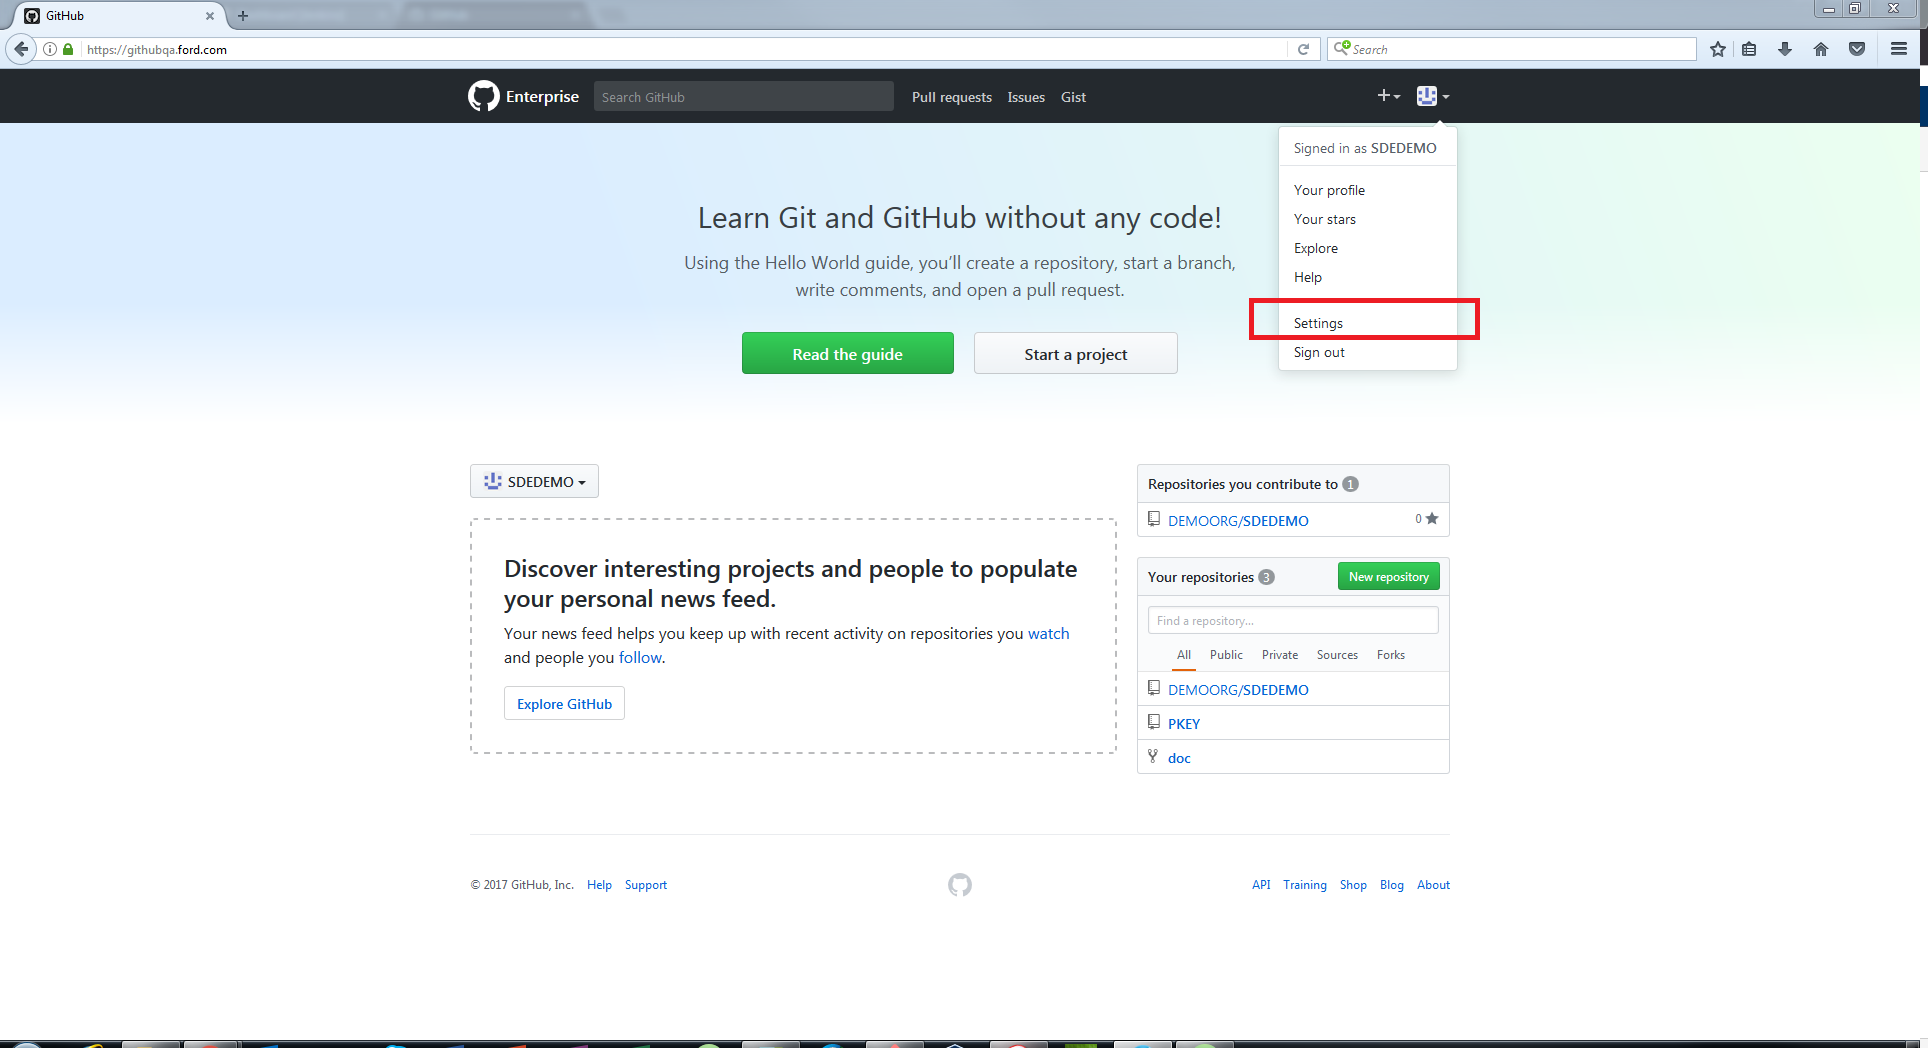 GitHub
https://githubqa.ford.com
Search
Enterprise
Search GitHub
Pull requests
Issues
Gist
Signed in as SDEDEMO
Your profile
Your stars
Explore
Help
Settings
Sign out
Learn Git and GitHub without any code!
Using the Hello World guide, you’ll create a repository, start a branch,
write comments, and open a pull request.
Read the guide
Start a project
SDEDEMO
Discover interesting projects and people to populate
your personal news feed.
Your news feed helps you keep up with recent activity on repositories you watch
and people you follow.
Explore GitHub
Repositories you contribute to 1
DEMOORG/SDEDEMO 0
Your repositories 3
New repository
Find a repository...
All Public Private Sources Forks
DEMOORG/SDEDEMO
PKEY
doc
© 2017 GitHub, Inc. Help Support
API Training Shop Blog About